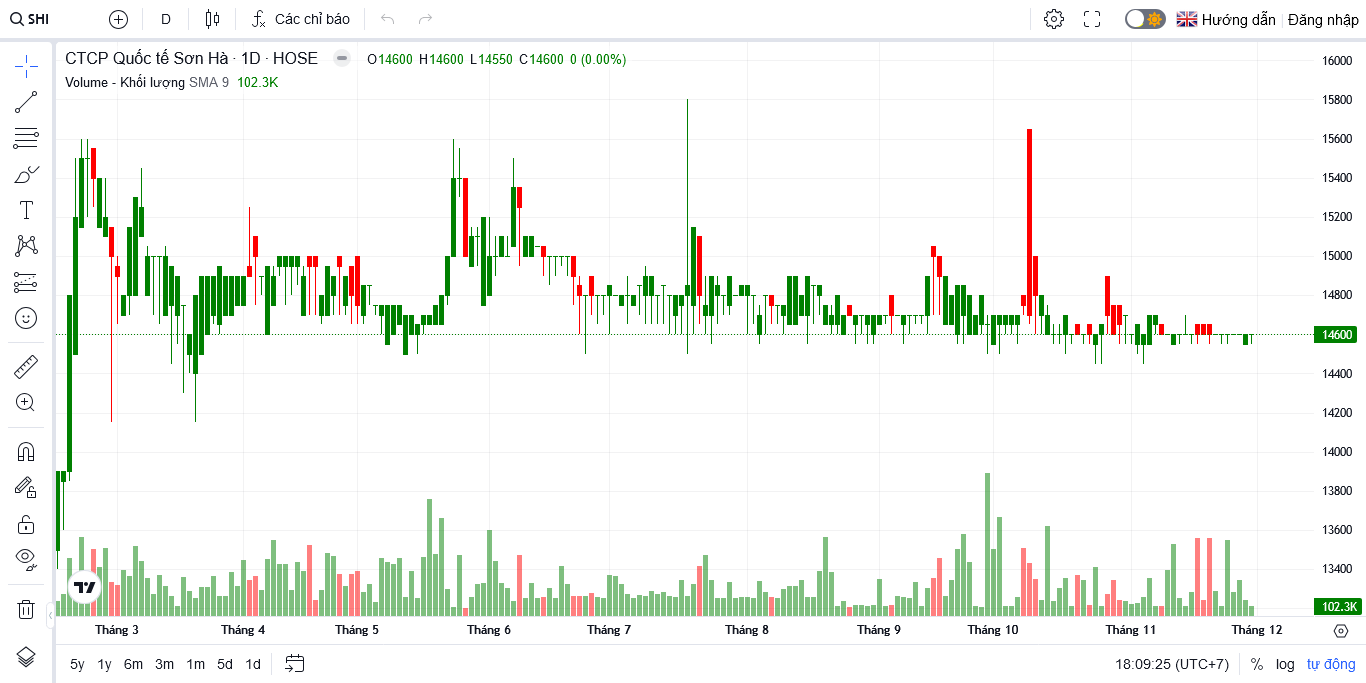 SHI D Các chỉ báo Hướng dẫn Đăng nhập
CTCP Quốc tế Sơn Hà · 1D · HOSE O14600 H14600 L14550 C14600 0 (0.00%)
Volume - Khối lượng SMA 9 102.3K
16000
15800
15600
15400
15200
15000
14800
14600
14400
14200
14000
13800
13600
13400
102.3K
Tháng 3 Tháng 4 Tháng 5 Tháng 6 Tháng 7 Tháng 8 Tháng 9 Tháng 10 Tháng 11 Tháng 12
5y 1y 6m 3m 1m 5d 1d 18:09:25 (UTC+7) % log tự động